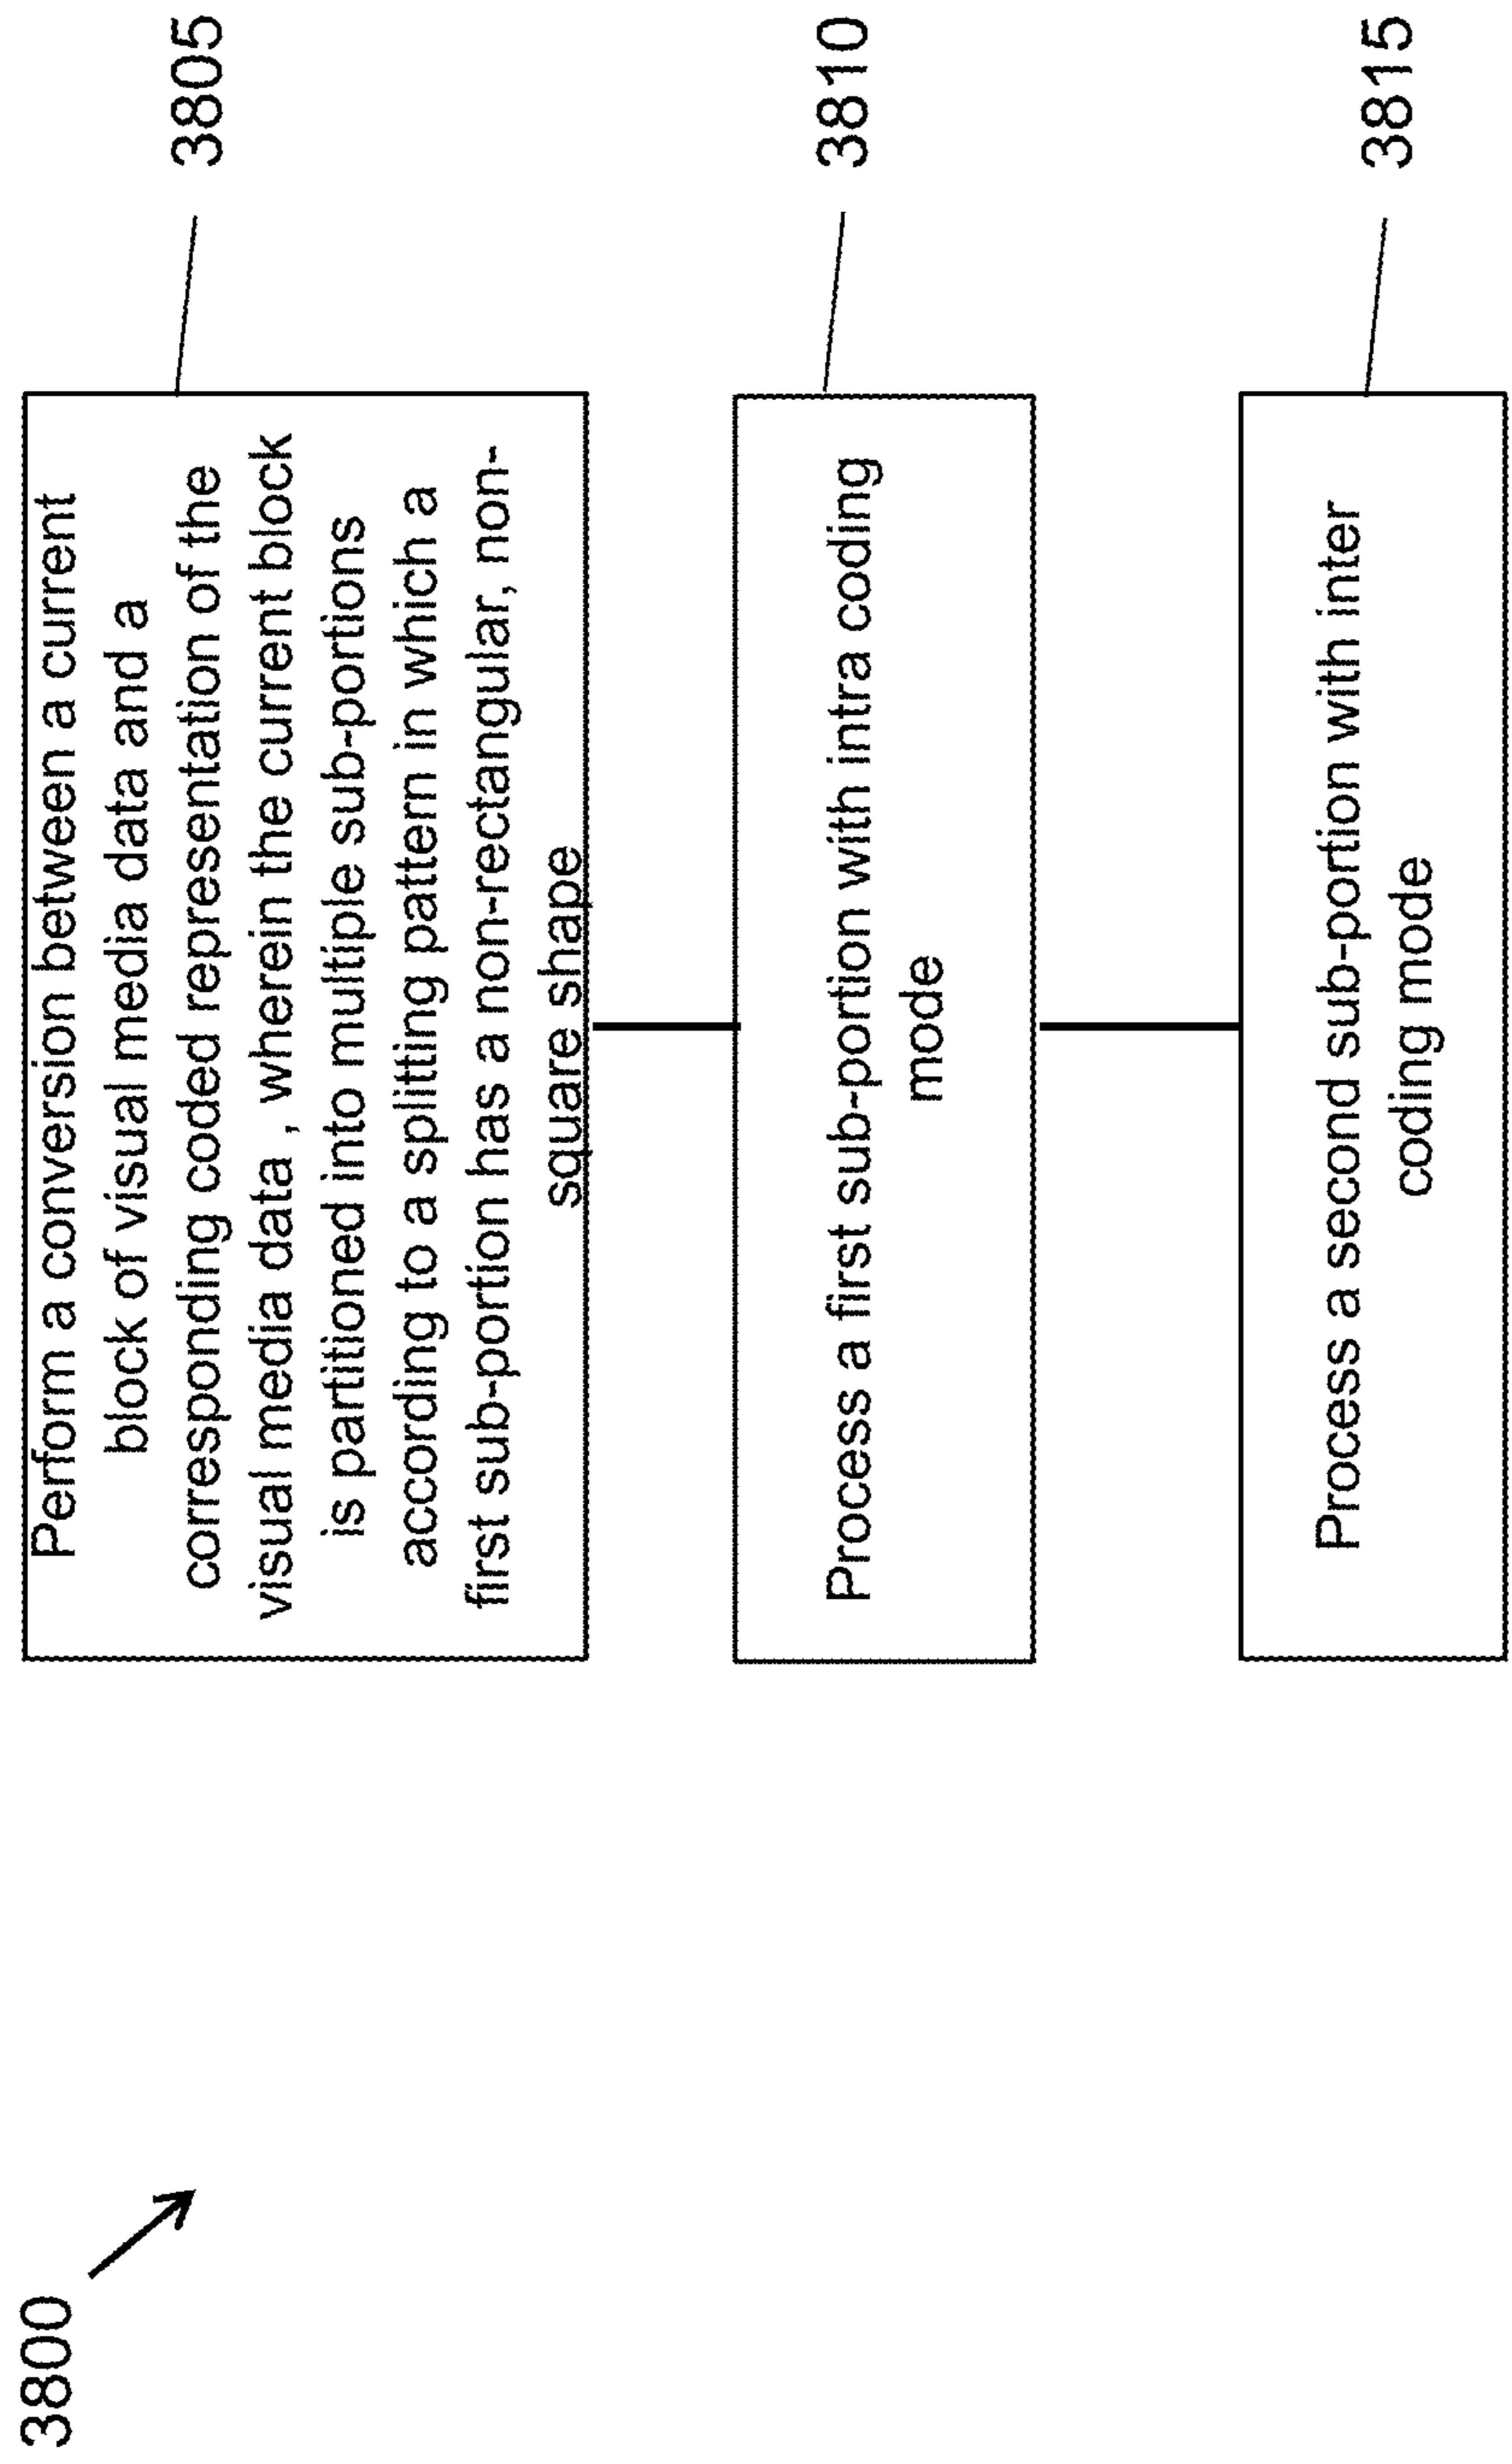 3800
Perform a conversion between a current
block of visual media data and a
corresponding coded representation of the
visual media data , wherein the current block
is partitioned into multiple sub-portions
according to a splitting pattern in which a
first sub-portion has a non-rectangular, non-
square shape
3805
Process a first sub-portion with intra coding
mode
3810
Process a second sub-portion with inter
coding mode
3815